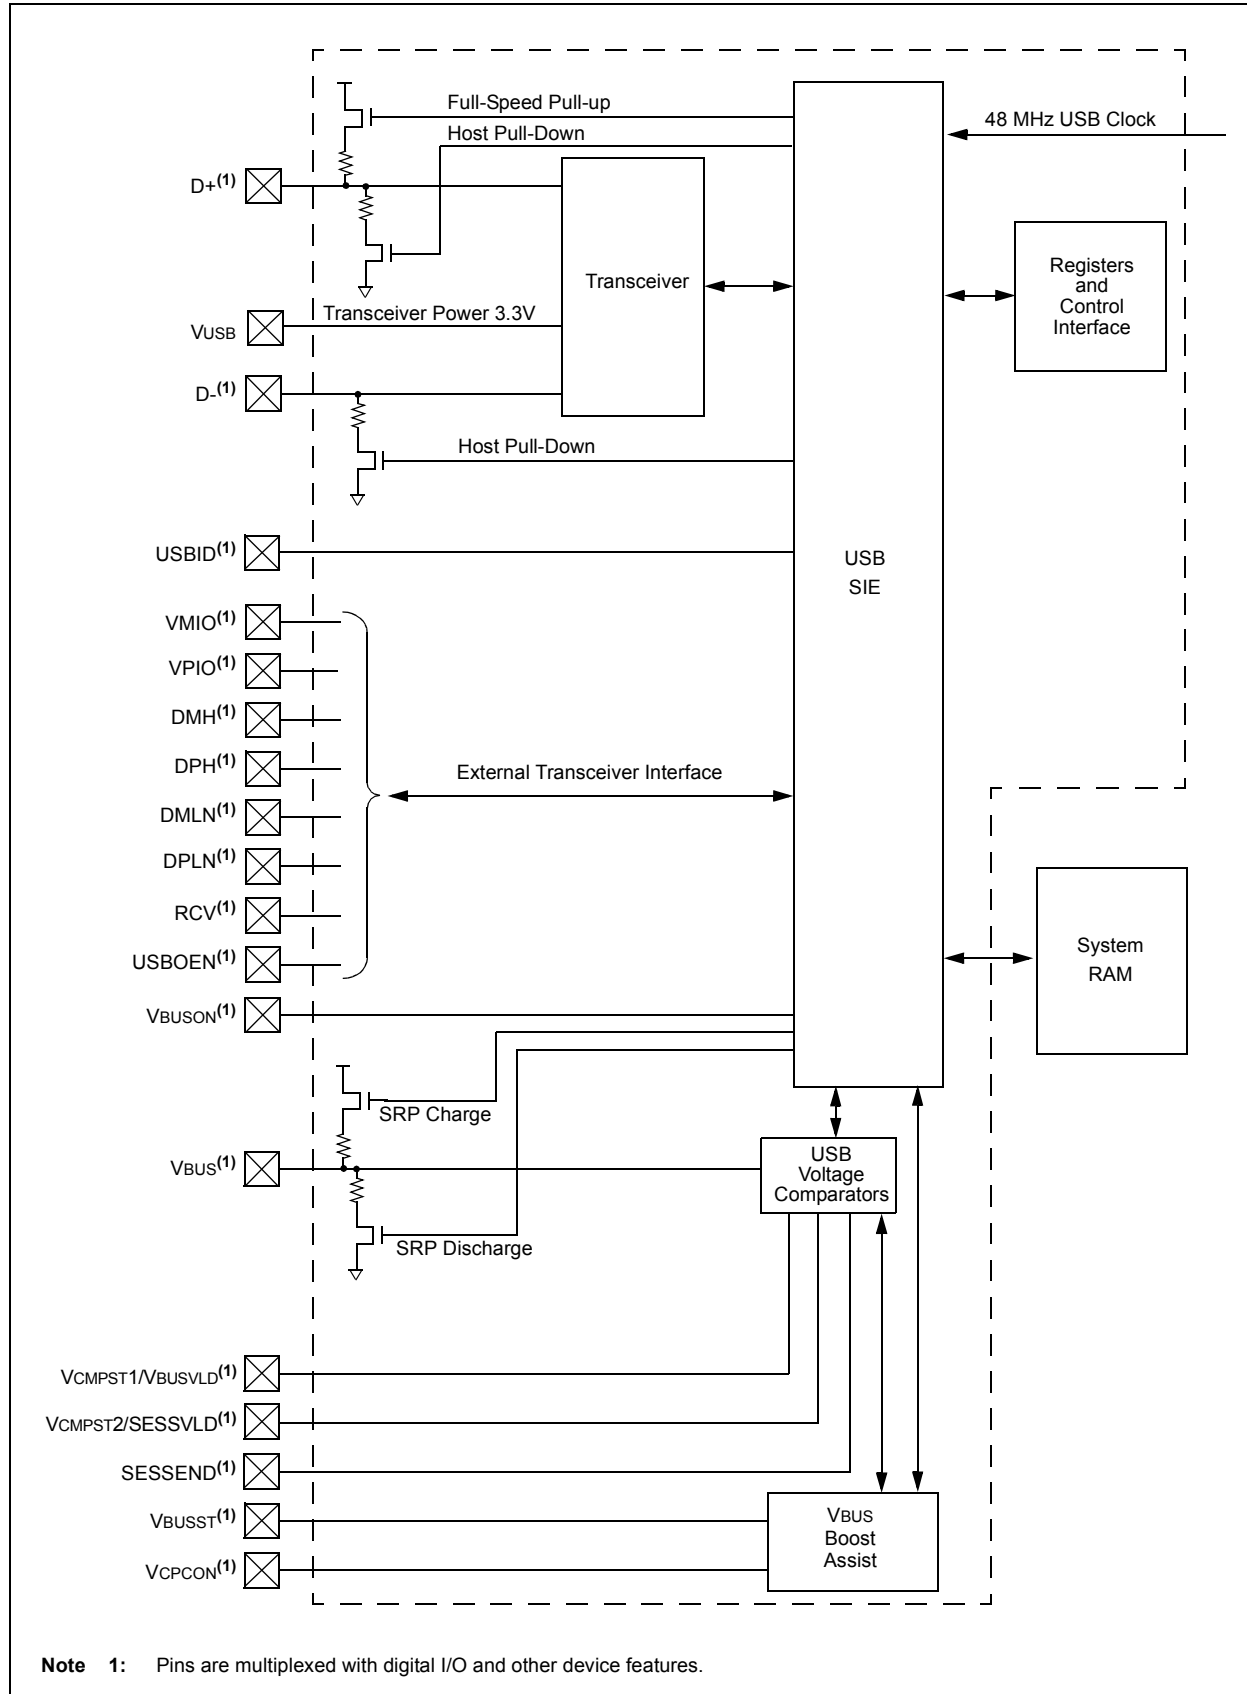 Full-Speed Pull-up
Host Pull-Down
48 MHz USB Clock
D+(1)
Transceiver
Registers
and
Control
Interface
Transceiver Power 3.3V
VUSB
D-(1)
Host Pull-Down
USBID(1)
USB
SIE
VMIO(1)
VPIO(1)
DMH(1)
DPH(1)
External Transceiver Interface
DMLN(1)
DPLN(1)
RCV(1)
USBOEN(1)
System
RAM
VBUSON(1)
SRP Charge
VBUS(1)
USB
Voltage
Comparators
SRP Discharge
VCMPST1/VBUSVLD(1)
VCMPST2/SESSVLD(1)
SESSEND(1)
VBUSST(1)
VBUS
Boost
Assist
VCPCON(1)
Note 1: Pins are multiplexed with digital I/O and other device features.